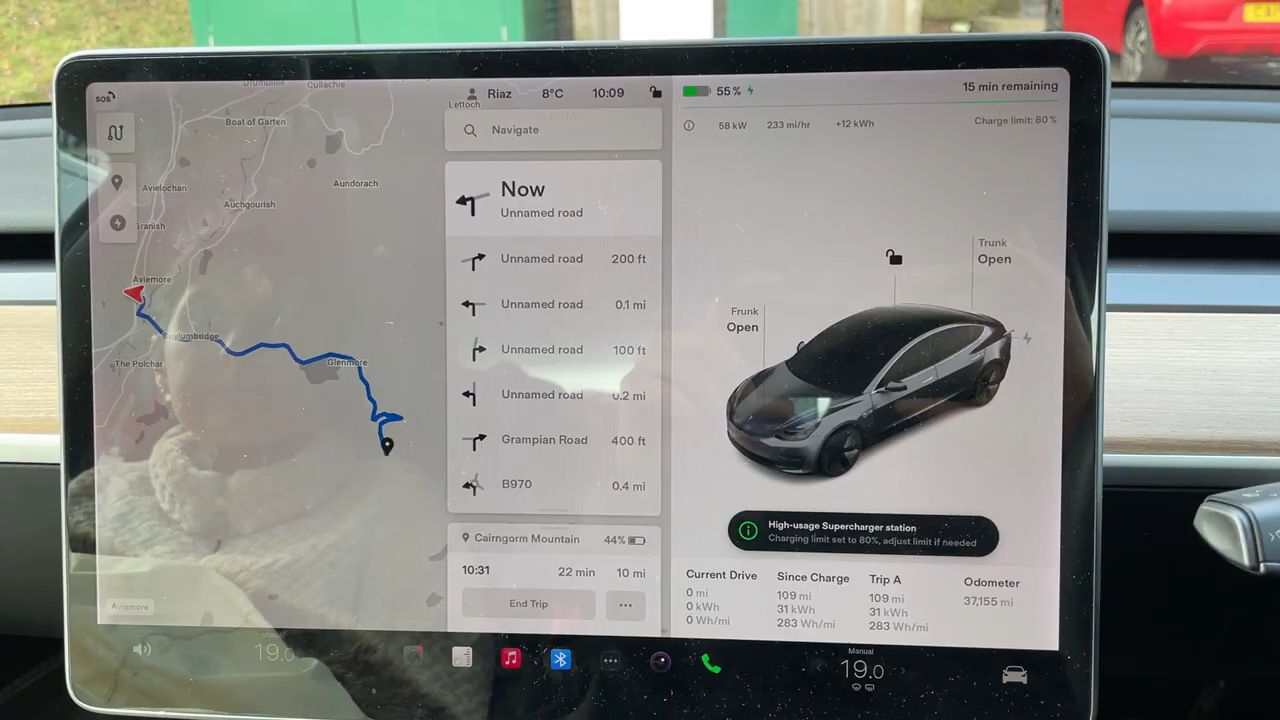 sos
Riaz
8°C
10:09
Lettoch
Cullachie
Boat of Garten
Avielochan
Aundorach
Auchgourish
Granish
Aviemore
Coylumbridge
The Polchar
Glenmore
Aviemore
Navigate
Now
Unnamed road
Unnamed road 200 ft
Unnamed road 0.1 mi
Unnamed road 100 ft
Unnamed road 0.2 mi
Grampian Road 400 ft
B970 0.4 mi
Cairngorm Mountain 44%
10:31 22 min 10 mi
End Trip
55% 15 min remaining
58 kW 233 mi/hr +12 kWh Charge limit: 80%
Trunk
Open
Frunk
Open
High-usage Supercharger station
Charging limit set to 80%, adjust limit if needed
Current Drive
0 mi
0 kWh
0 Wh/mi
Since Charge
109 mi
31 kWh
283 Wh/mi
Trip A
109 mi
31 kWh
283 Wh/mi
Odometer
37,155 mi
19.0
Manual
19.0